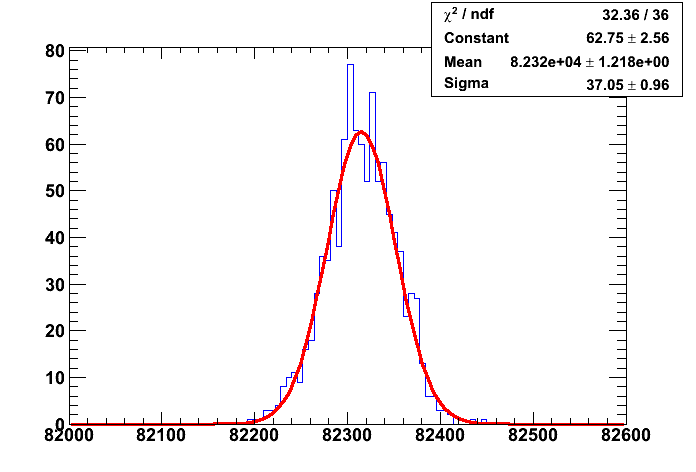 χ² / ndf 32.36 / 36
Constant 62.75 ± 2.56
Mean 8.232e+04 ± 1.218e+00
Sigma 37.05 ± 0.96
80
70
60
50
40
30
20
10
0
82000 82100 82200 82300 82400 82500 82600